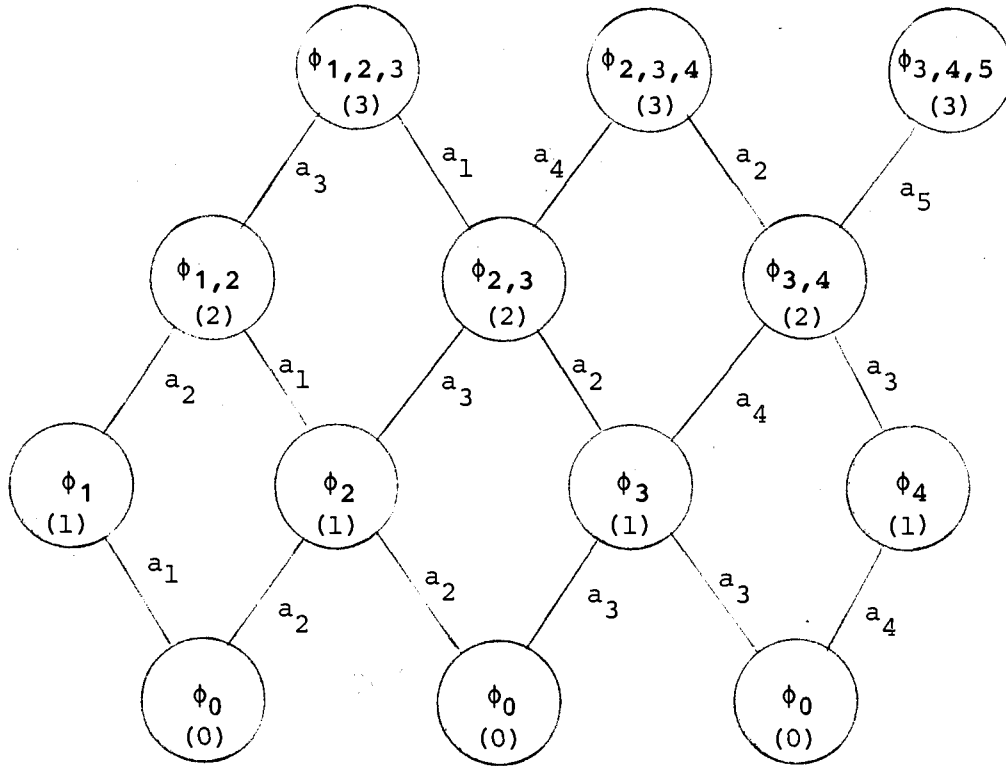 ϕ1,2,3 ϕ2,3,4 ϕ3,4,5
(3) (3) (3)
a3 a1 a4 a2 a5
ϕ1,2 ϕ2,3 ϕ3,4
(2) (2) (2)
a2 a1 a3 a2 a4 a3
ϕ1 ϕ2 ϕ3 ϕ4
(1) (1) (1) (1)
a1 a2 a2 a3 a3 a4
ϕ0 ϕ0 ϕ0
(0) (0) (0)